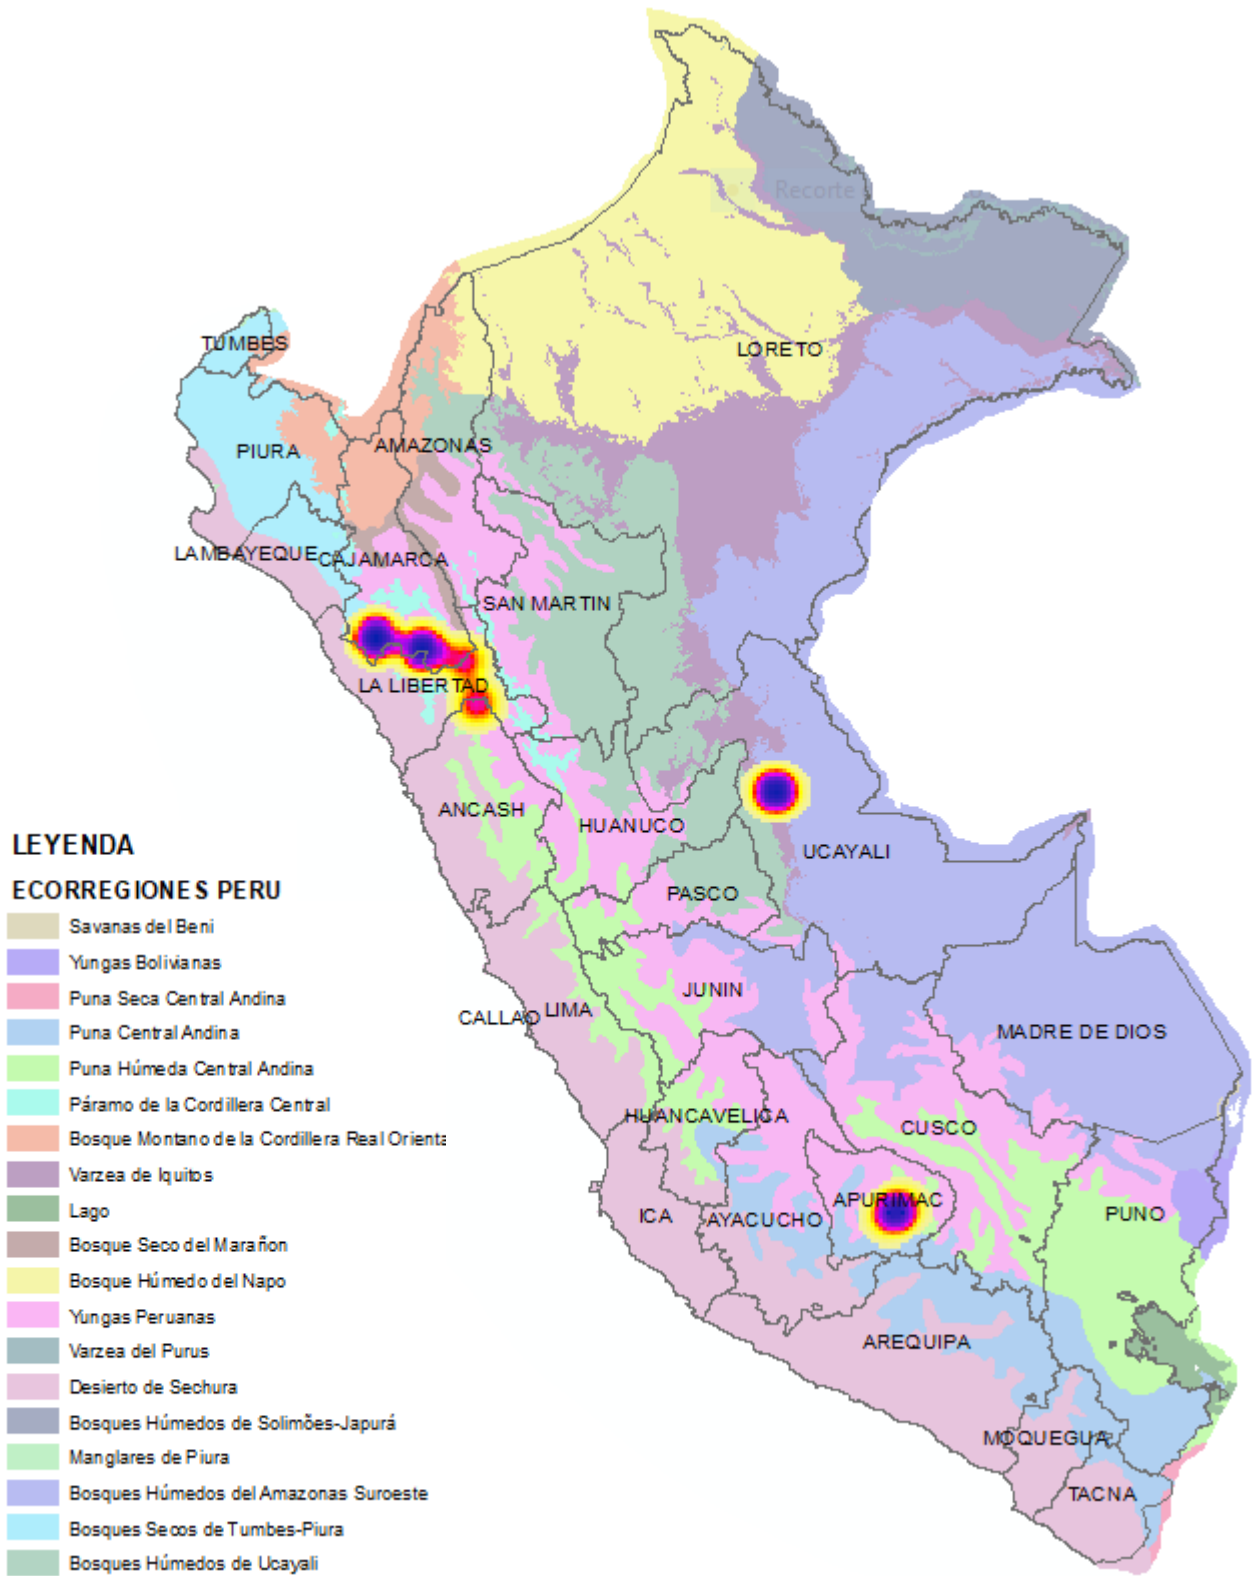 Recorte
LORETO
TUMBES
PIURA
AMAZONAS
LAMBAYEQUE
CAJAMARCA
SAN MARTIN
LA LIBERTAD
ANCASH
HUANUCO
UCAYALI
PASCO
JUNIN
CALLAO
LIMA
MADRE DE DIOS
HUANCAVELICA
CUSCO
ICA
AYACUCHO
APURIMAC
PUNO
AREQUIPA
MOQUEGUA
TACNA
LEYENDA
ECORREGIONES PERU
Savanas del Beni
Yungas Bolivianas
Puna Seca Central Andina
Puna Central Andina
Puna Húmeda Central Andina
Páramo de la Cordillera Central
Bosque Montano de la Cordillera Real Orienta
Varzea de Iquitos
Lago
Bosque Seco del Marañon
Bosque Húmedo del Napo
Yungas Peruanas
Varzea del Purus
Desierto de Sechura
Bosques Húmedos de Solimões-Japurá
Manglares de Piura
Bosques Húmedos del Amazonas Suroeste
Bosques Secos de Tumbes-Piura
Bosques Húmedos de Ucayali